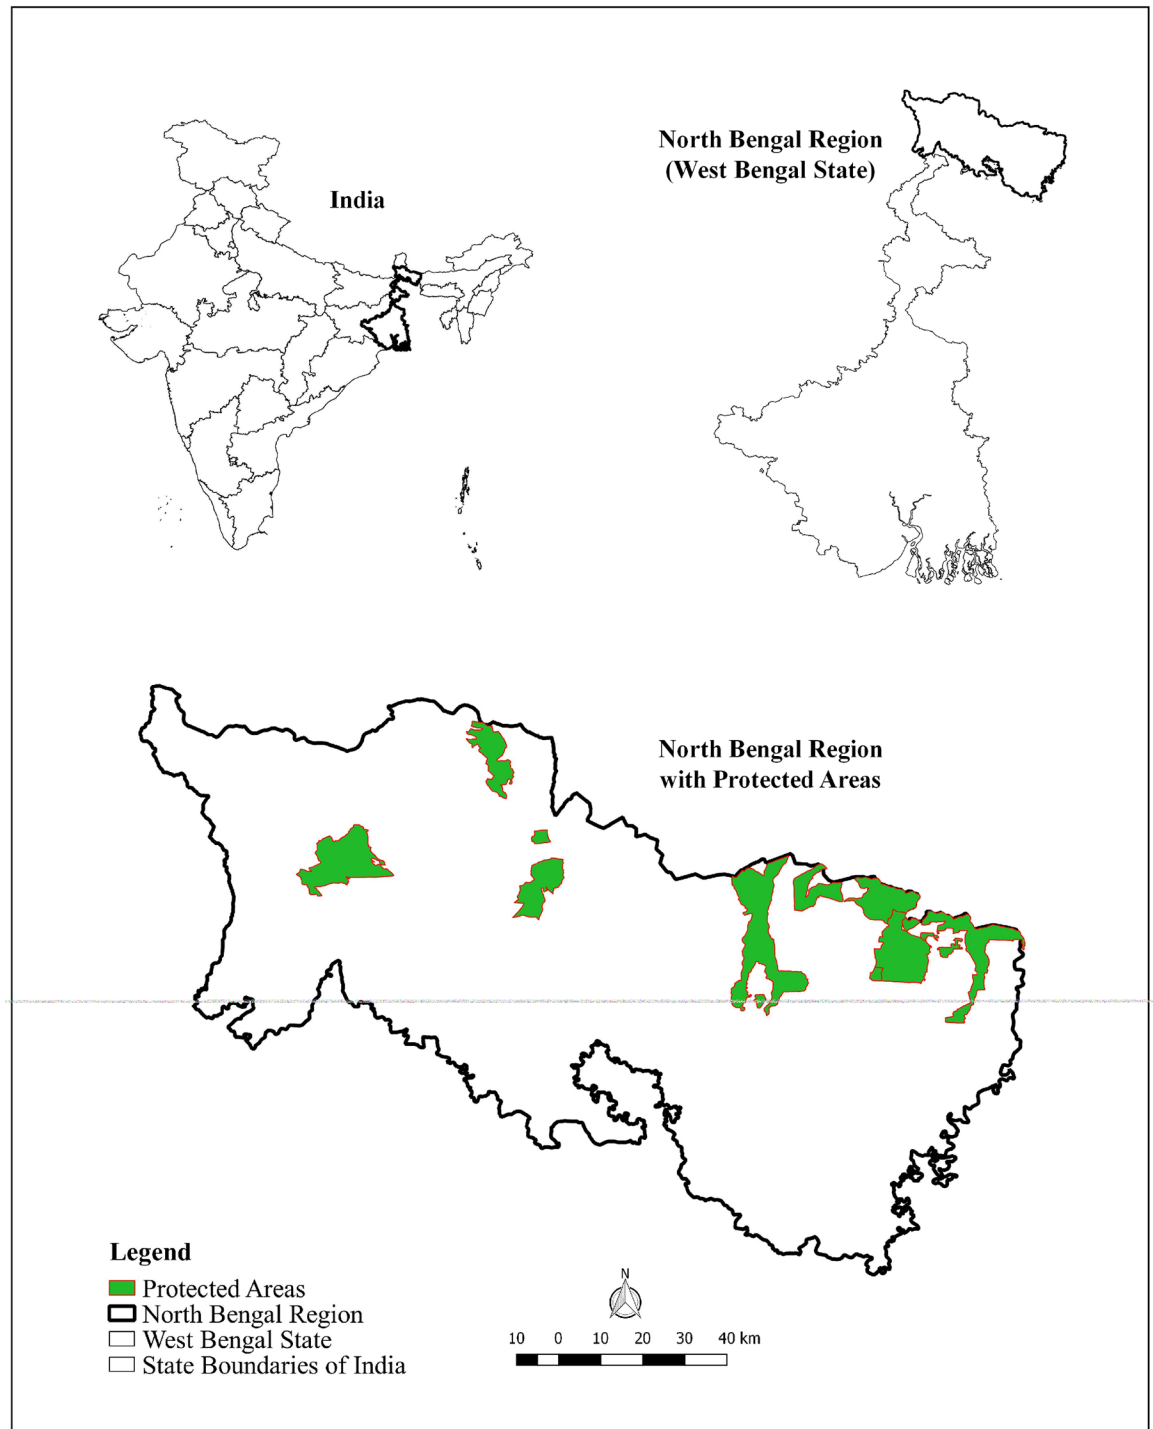 India
North Bengal Region
(West Bengal State)
North Bengal Region
with Protected Areas
Legend
Protected Areas
North Bengal Region
West Bengal State
State Boundaries of India
N
10 0 10 20 30 40 km